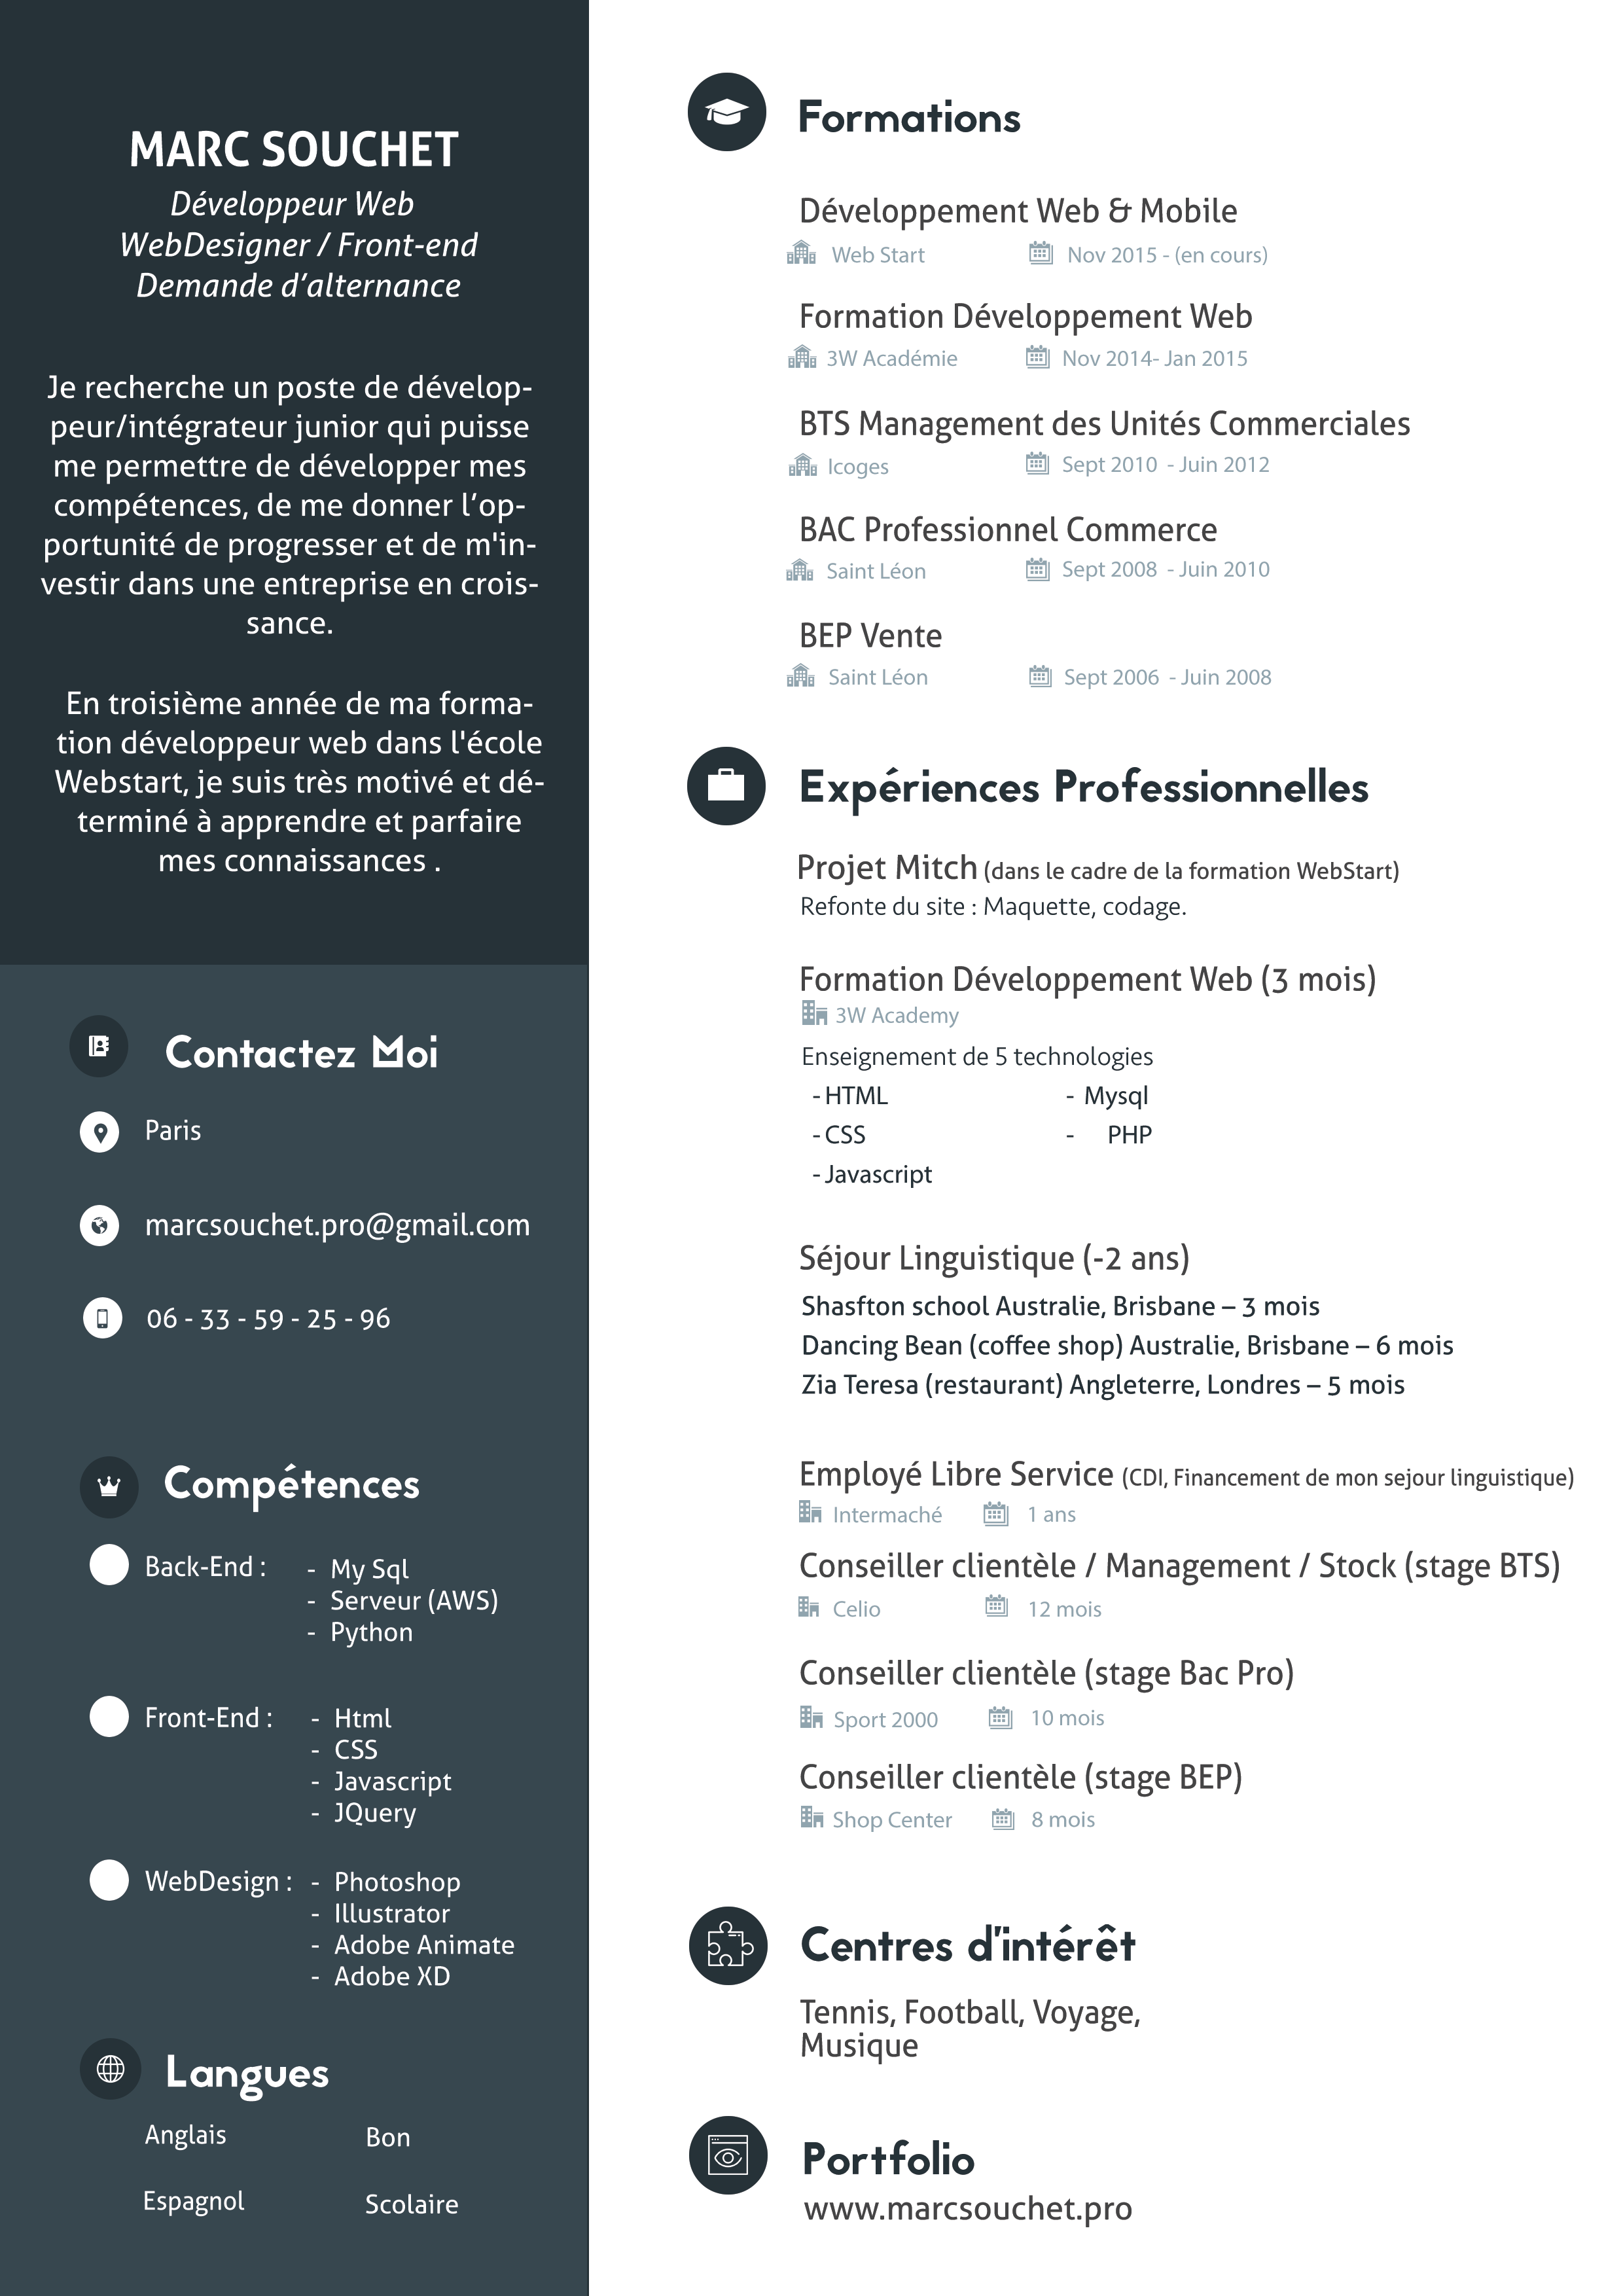 MARC SOUCHET
Développeur Web
WebDesigner / Front-end
Demande d’alternance
Je recherche un poste de dévelop-
peur/intégrateur junior qui puisse
me permettre de développer mes
compétences, de me donner l’op-
portunité de progresser et de m'in-
vestir dans une entreprise en crois-
sance.
En troisième année de ma forma-
tion développeur web dans l'école
Webstart, je suis très motivé et dé-
terminé à apprendre et parfaire
mes connaissances .
Contactez Moi
Paris
marcsouchet.pro@gmail.com
06 - 33 - 59 - 25 - 96
Compétences
Back-End :
- My Sql
- Serveur (AWS)
- Python
Front-End :
- Html
- CSS
- Javascript
- JQuery
WebDesign :
- Photoshop
- Illustrator
- Adobe Animate
- Adobe XD
Langues
Anglais Bon
Espagnol Scolaire
Formations
Développement Web & Mobile
Web Start Nov 2015 - (en cours)
Formation Développement Web
3W Académie Nov 2014- Jan 2015
BTS Management des Unités Commerciales
Icoges Sept 2010 - Juin 2012
BAC Professionnel Commerce
Saint Léon Sept 2008 - Juin 2010
BEP Vente
Saint Léon Sept 2006 - Juin 2008
Expériences Professionnelles
Projet Mitch (dans le cadre de la formation WebStart)
Refonte du site : Maquette, codage.
Formation Développement Web (3 mois)
3W Academy
Enseignement de 5 technologies
- HTML - Mysql
- CSS - PHP
- Javascript
Séjour Linguistique (-2 ans)
Shasfton school Australie, Brisbane – 3 mois
Dancing Bean (coffee shop) Australie, Brisbane – 6 mois
Zia Teresa (restaurant) Angleterre, Londres – 5 mois
Employé Libre Service (CDI, Financement de mon sejour linguistique)
Intermaché 1 ans
Conseiller clientèle / Management / Stock (stage BTS)
Celio 12 mois
Conseiller clientèle (stage Bac Pro)
Sport 2000 10 mois
Conseiller clientèle (stage BEP)
Shop Center 8 mois
Centres d'intérêt
Tennis, Football, Voyage,
Musique
Portfolio
www.marcsouchet.pro